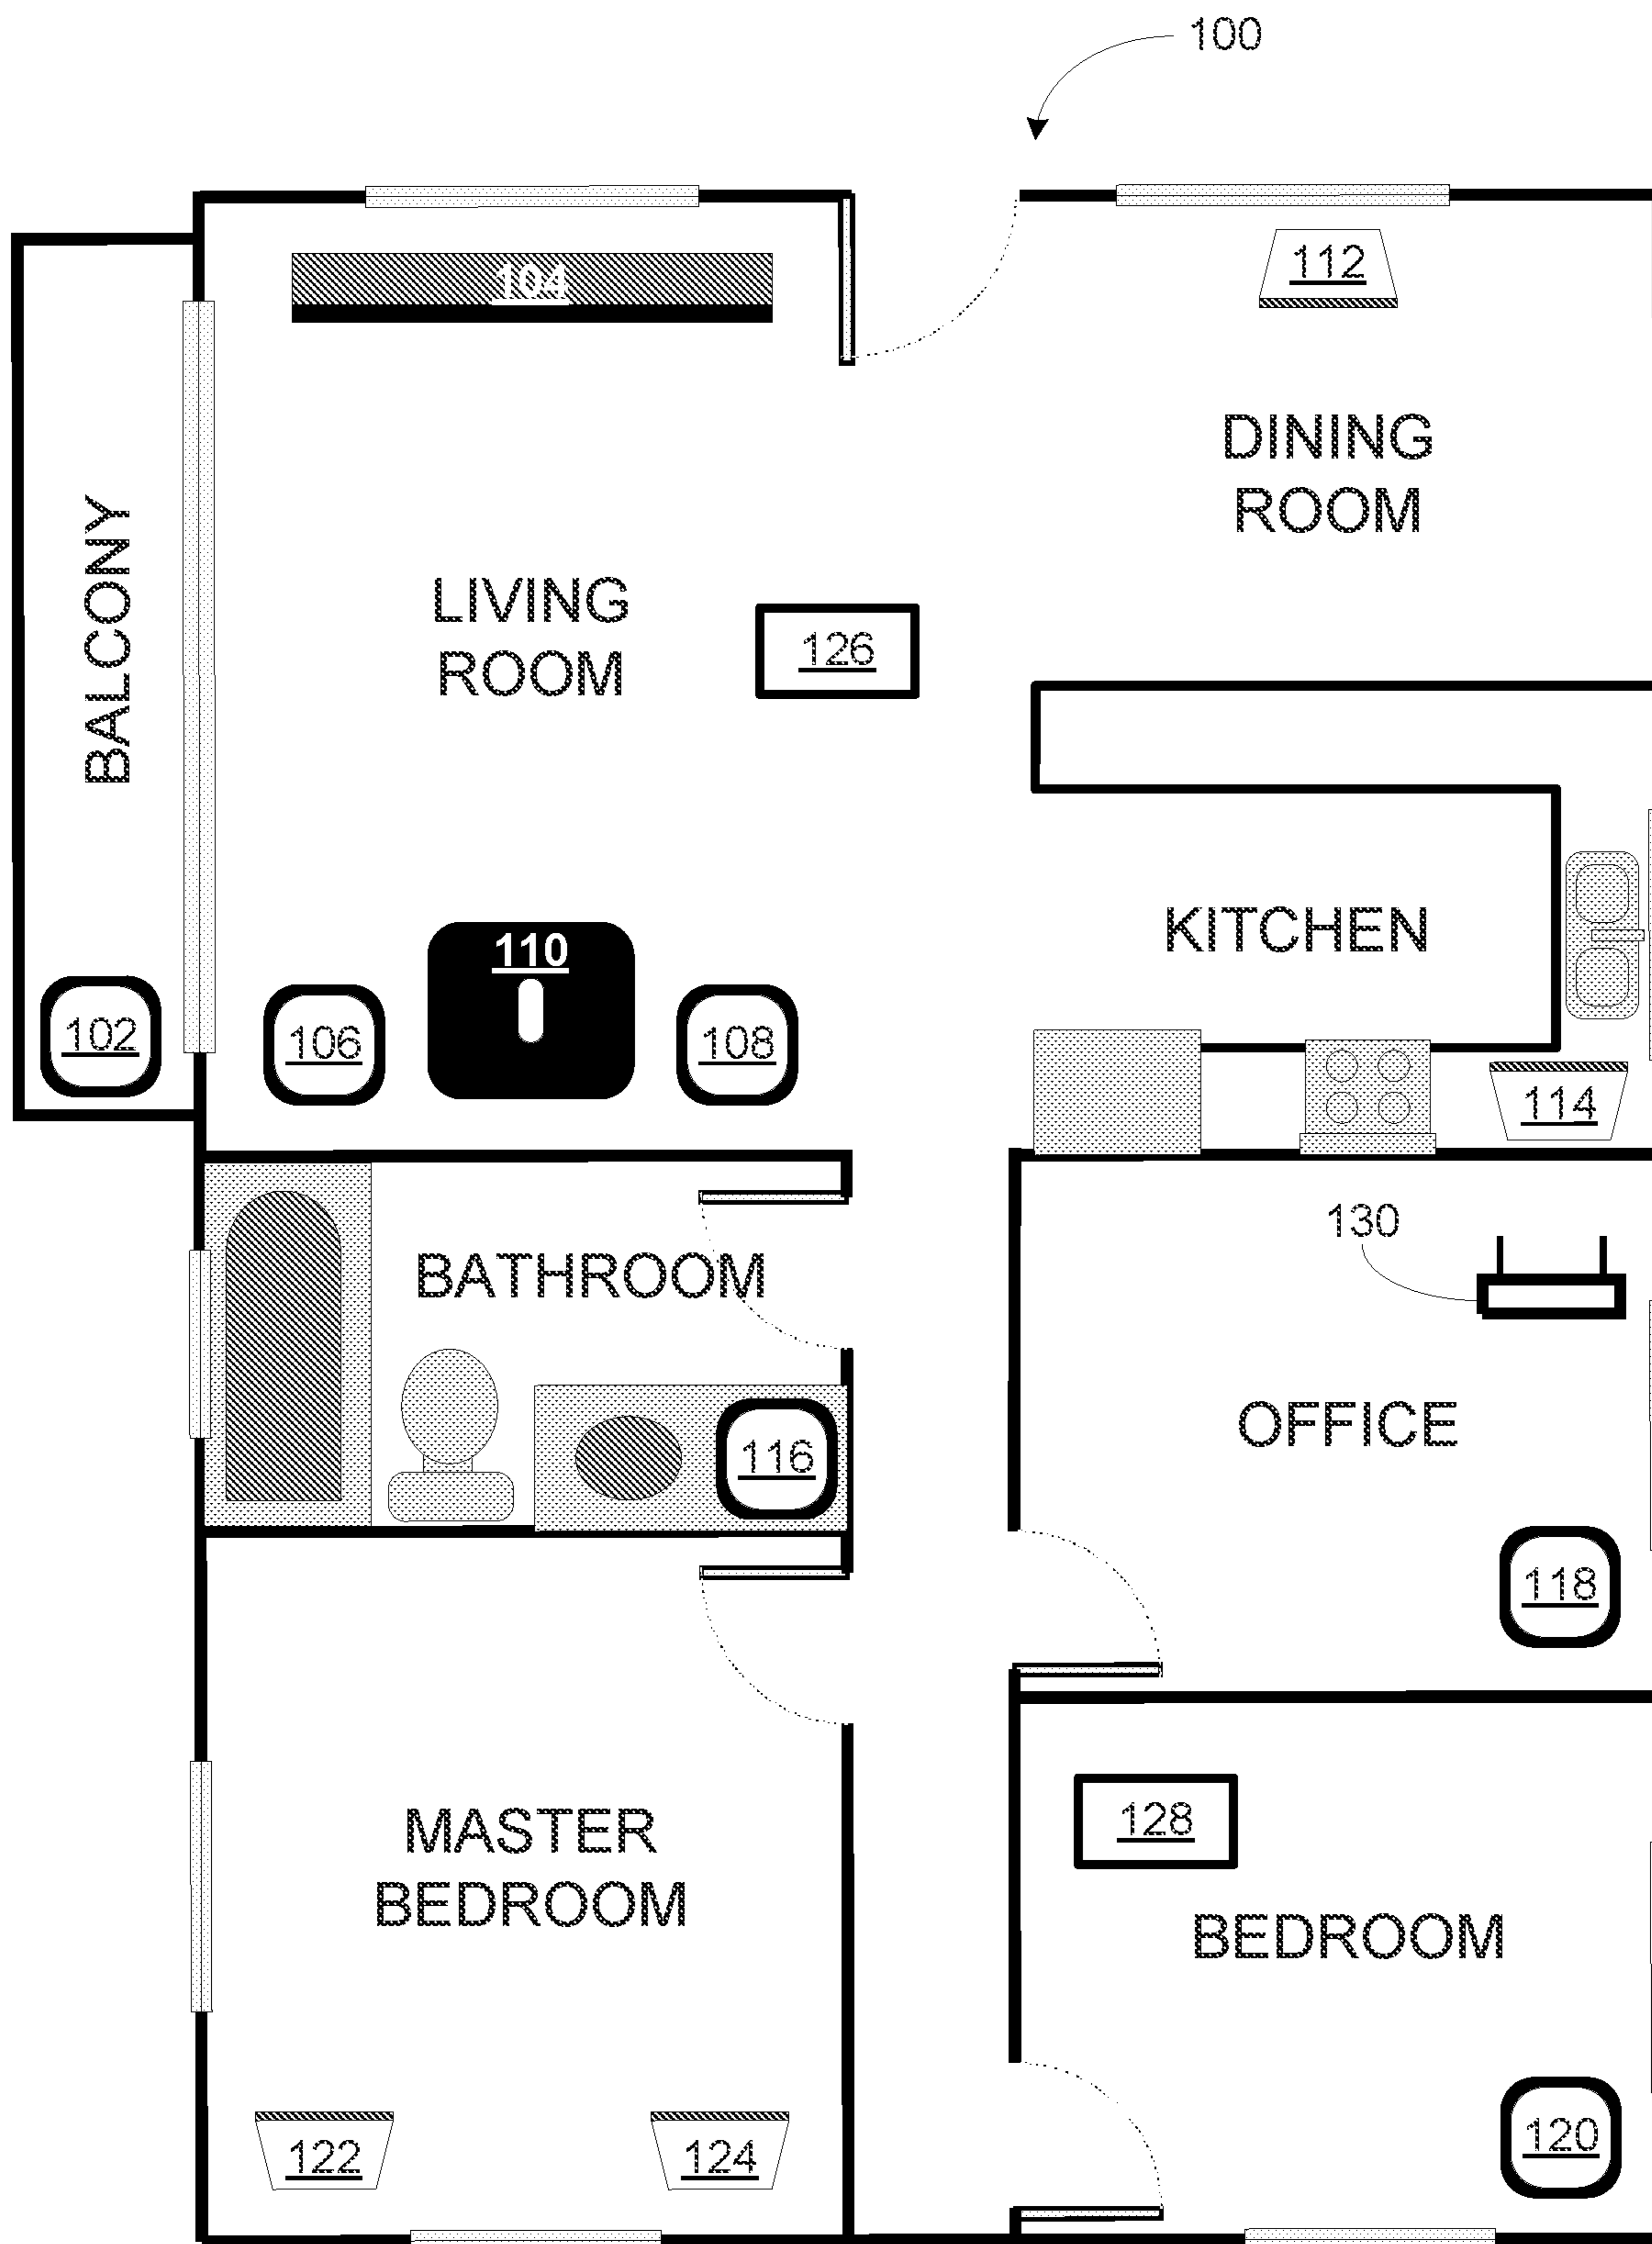 100
104
112
DINING
ROOM
BALCONY
LIVING
ROOM
126
KITCHEN
110
102
106
108
114
130
BATHROOM
OFFICE
116
118
128
MASTER
BEDROOM
BEDROOM
122
124
120